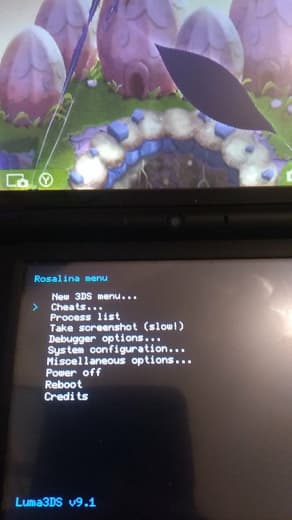 Y
Rosalina menu
New 3DS menu...
> Cheats...
Process list
Take screenshot (slow!)
Debugger options...
System configuration...
Miscellaneous options...
Power off
Reboot
Credits
Luma3DS v9.1